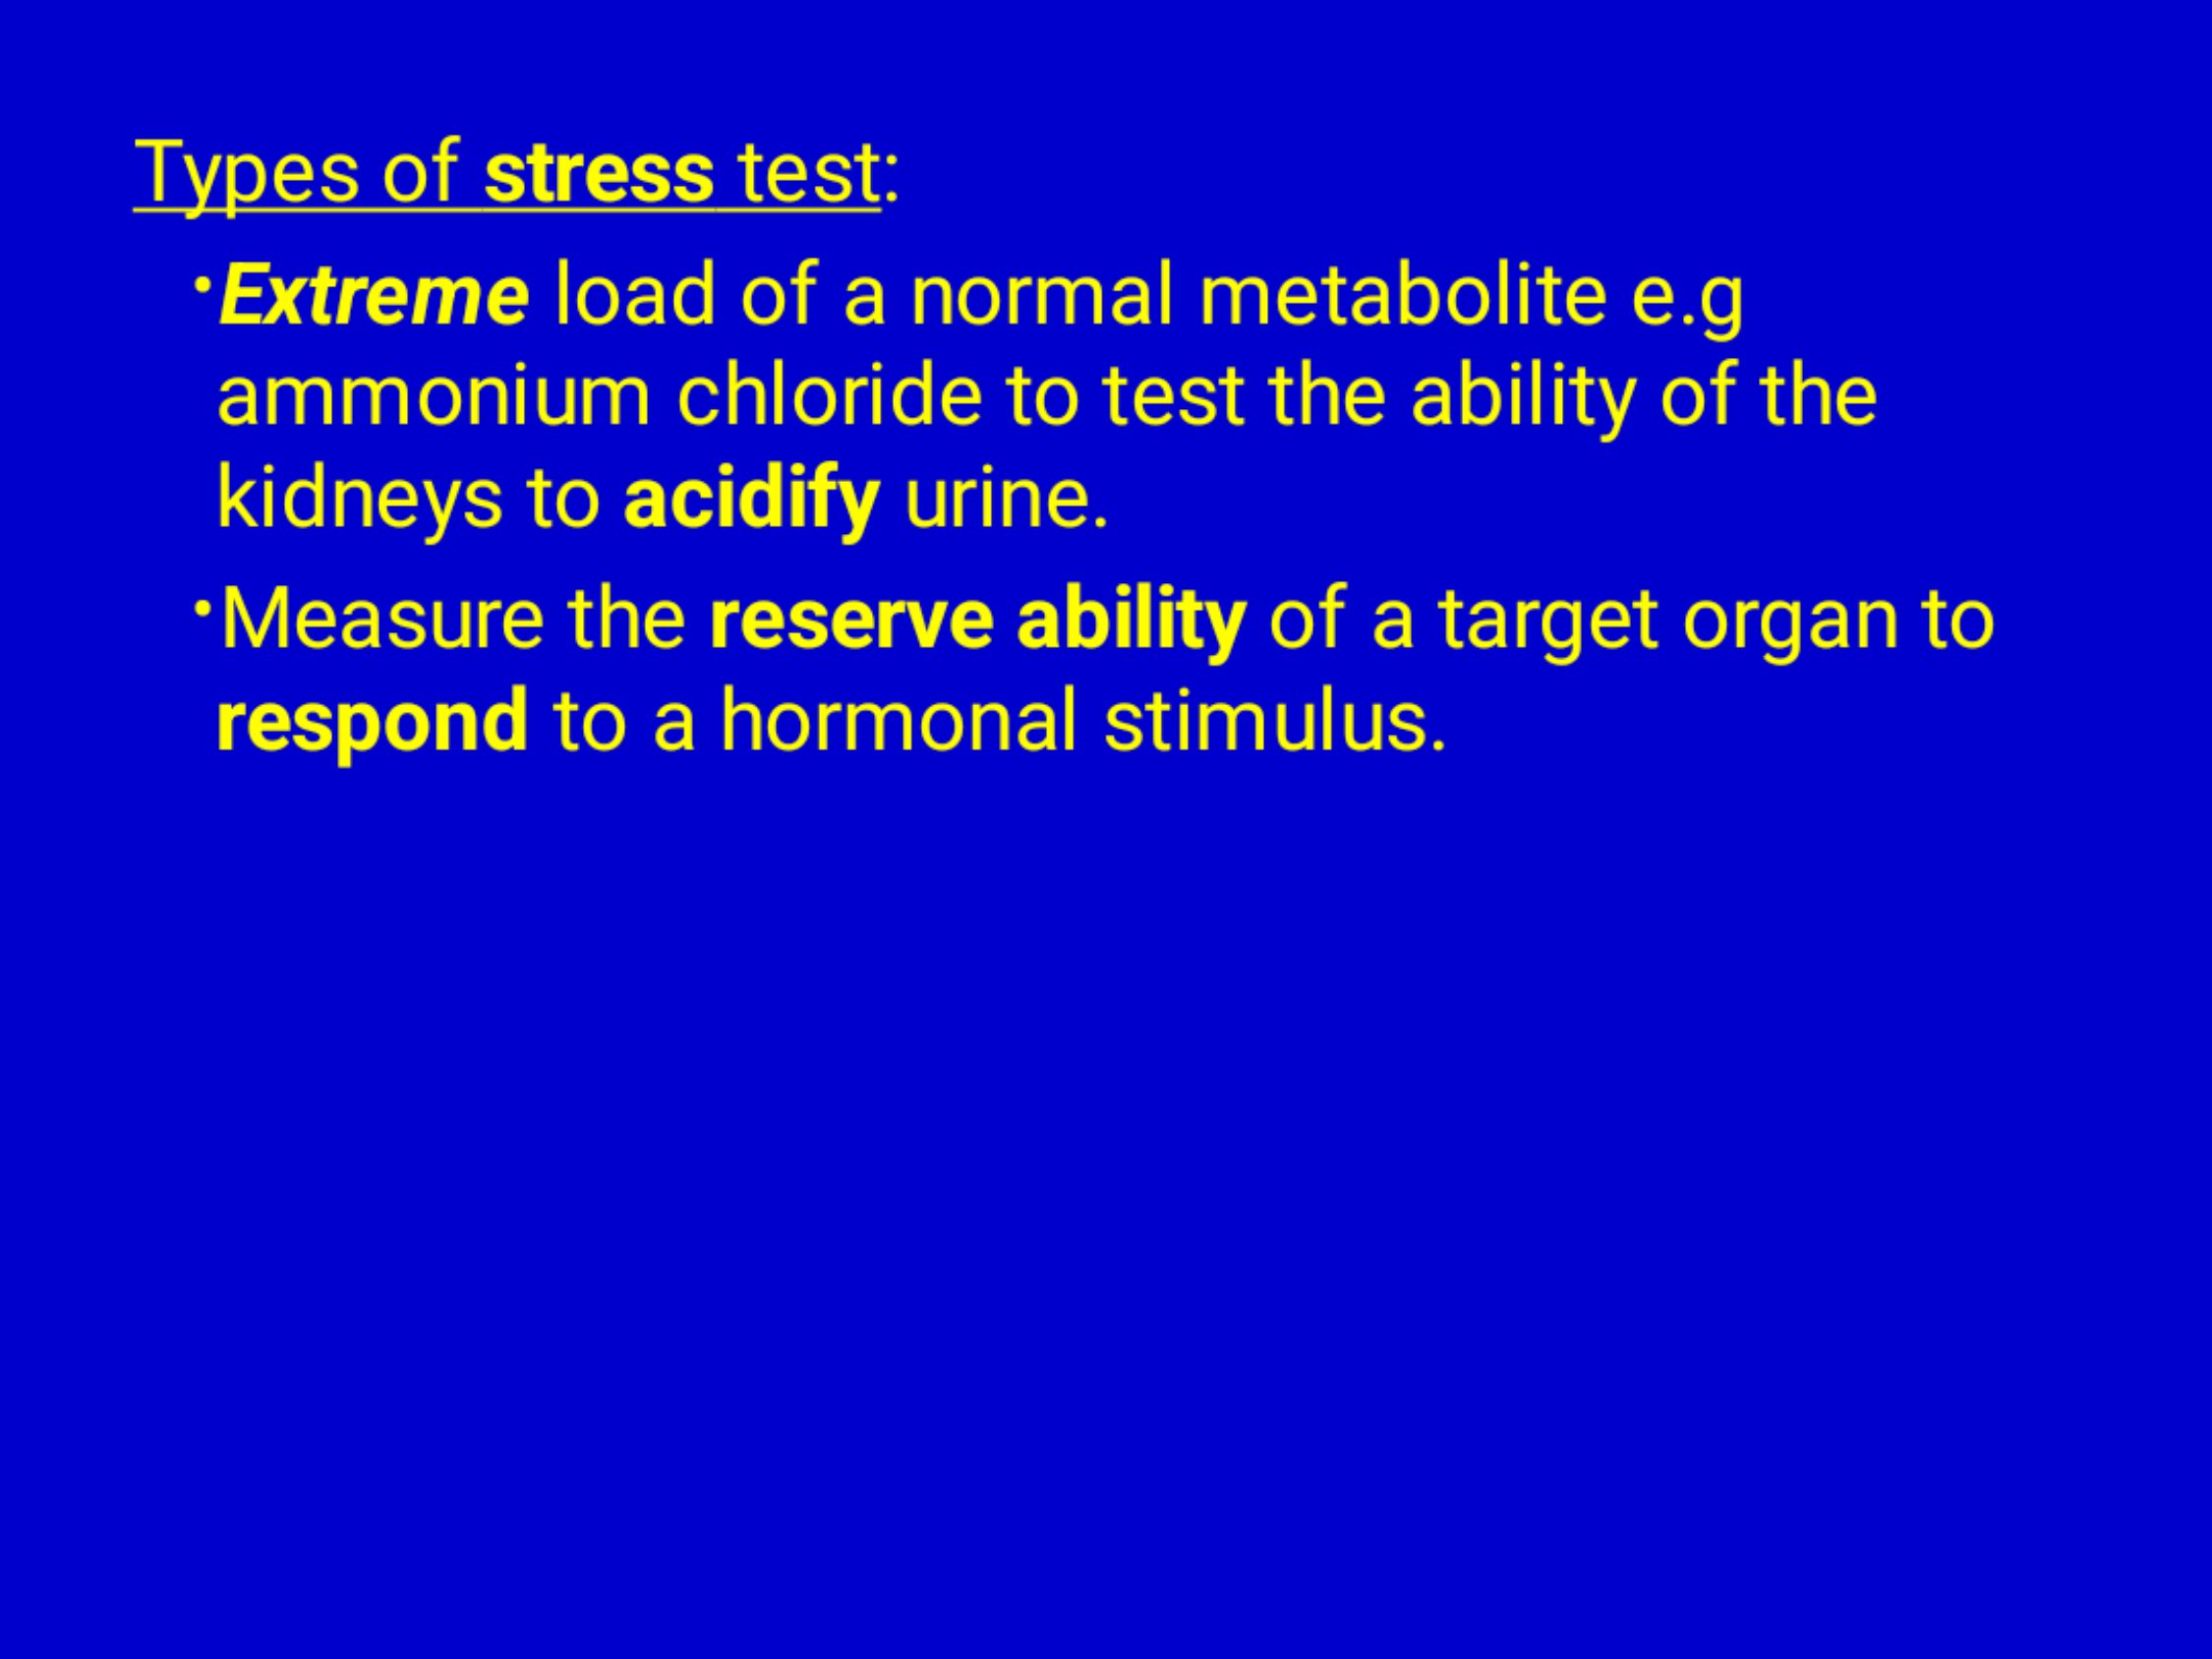 Types of stress test:
•Extreme load of a normal metabolite e.g
ammonium chloride to test the ability of the
kidneys to acidify urine.
•Measure the reserve ability of a target organ to
respond to a hormonal stimulus.